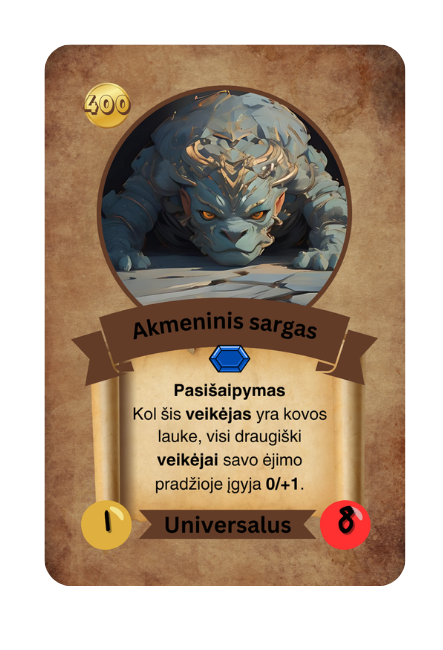 400
Akmeninis sargas
Pasišaipymas
Kol šis veikėjas yra kovos
lauke, visi draugiški
veikėjai savo ėjimo
pradžioje įgyja 0/+1.
1
Universalus
8